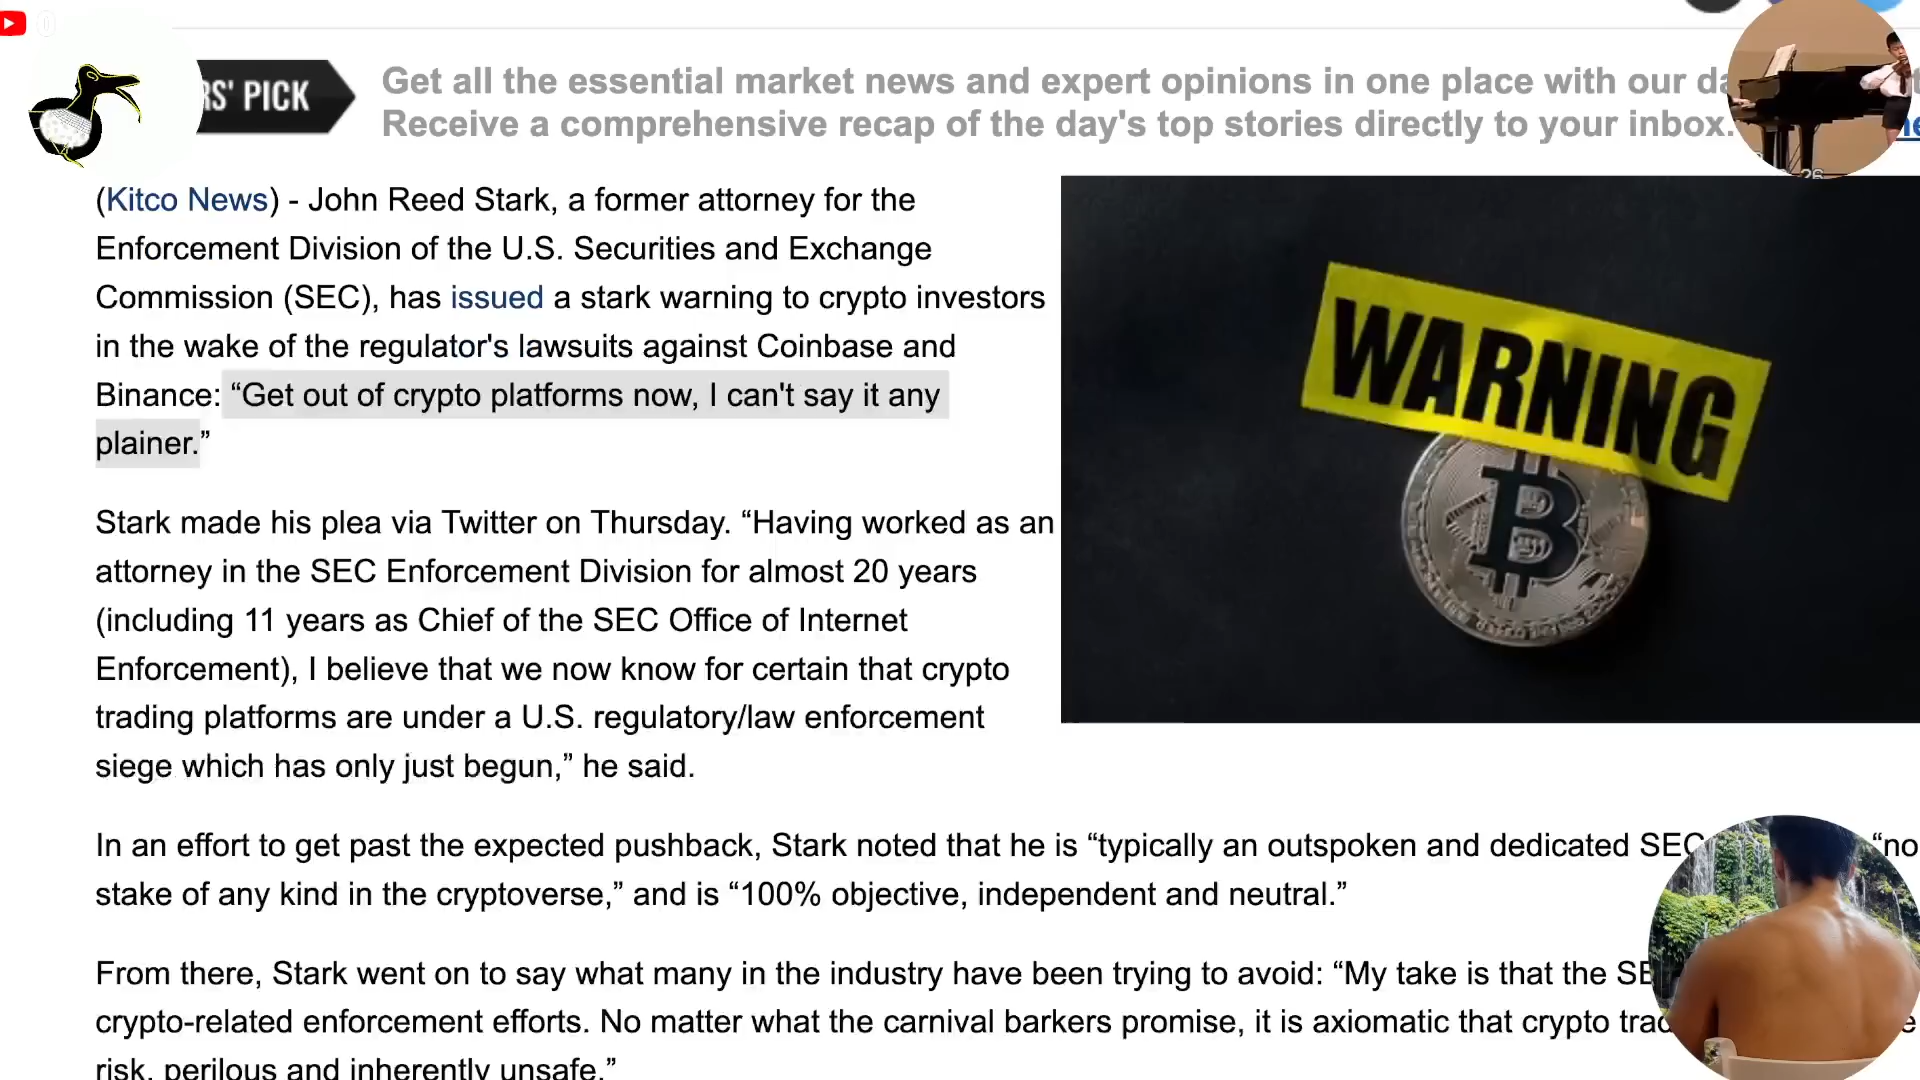 0
RS' PICK
Get all the essential market news and expert opinions in one place with our
Receive a comprehensive recap of the day's top stories directly to your inbox.
(Kitco News) - John Reed Stark, a former attorney for the
Enforcement Division of the U.S. Securities and Exchange
Commission (SEC), has issued a stark warning to crypto investors
in the wake of the regulator's lawsuits against Coinbase and
Binance: “Get out of crypto platforms now, I can't say it any
plainer.”
WARNING
Stark made his plea via Twitter on Thursday. “Having worked as an
attorney in the SEC Enforcement Division for almost 20 years
(including 11 years as Chief of the SEC Office of Internet
Enforcement), I believe that we now know for certain that crypto
trading platforms are under a U.S. regulatory/law enforcement
siege which has only just begun,” he said.
In an effort to get past the expected pushback, Stark noted that he is “typically an outspoken and dedicated SEC “no
stake of any kind in the cryptoverse,” and is “100% objective, independent and neutral.”
From there, Stark went on to say what many in the industry have been trying to avoid: “My take is that the
crypto-related enforcement efforts. No matter what the carnival barkers promise, it is axiomatic that crypto
risk, perilous and inherently unsafe.”